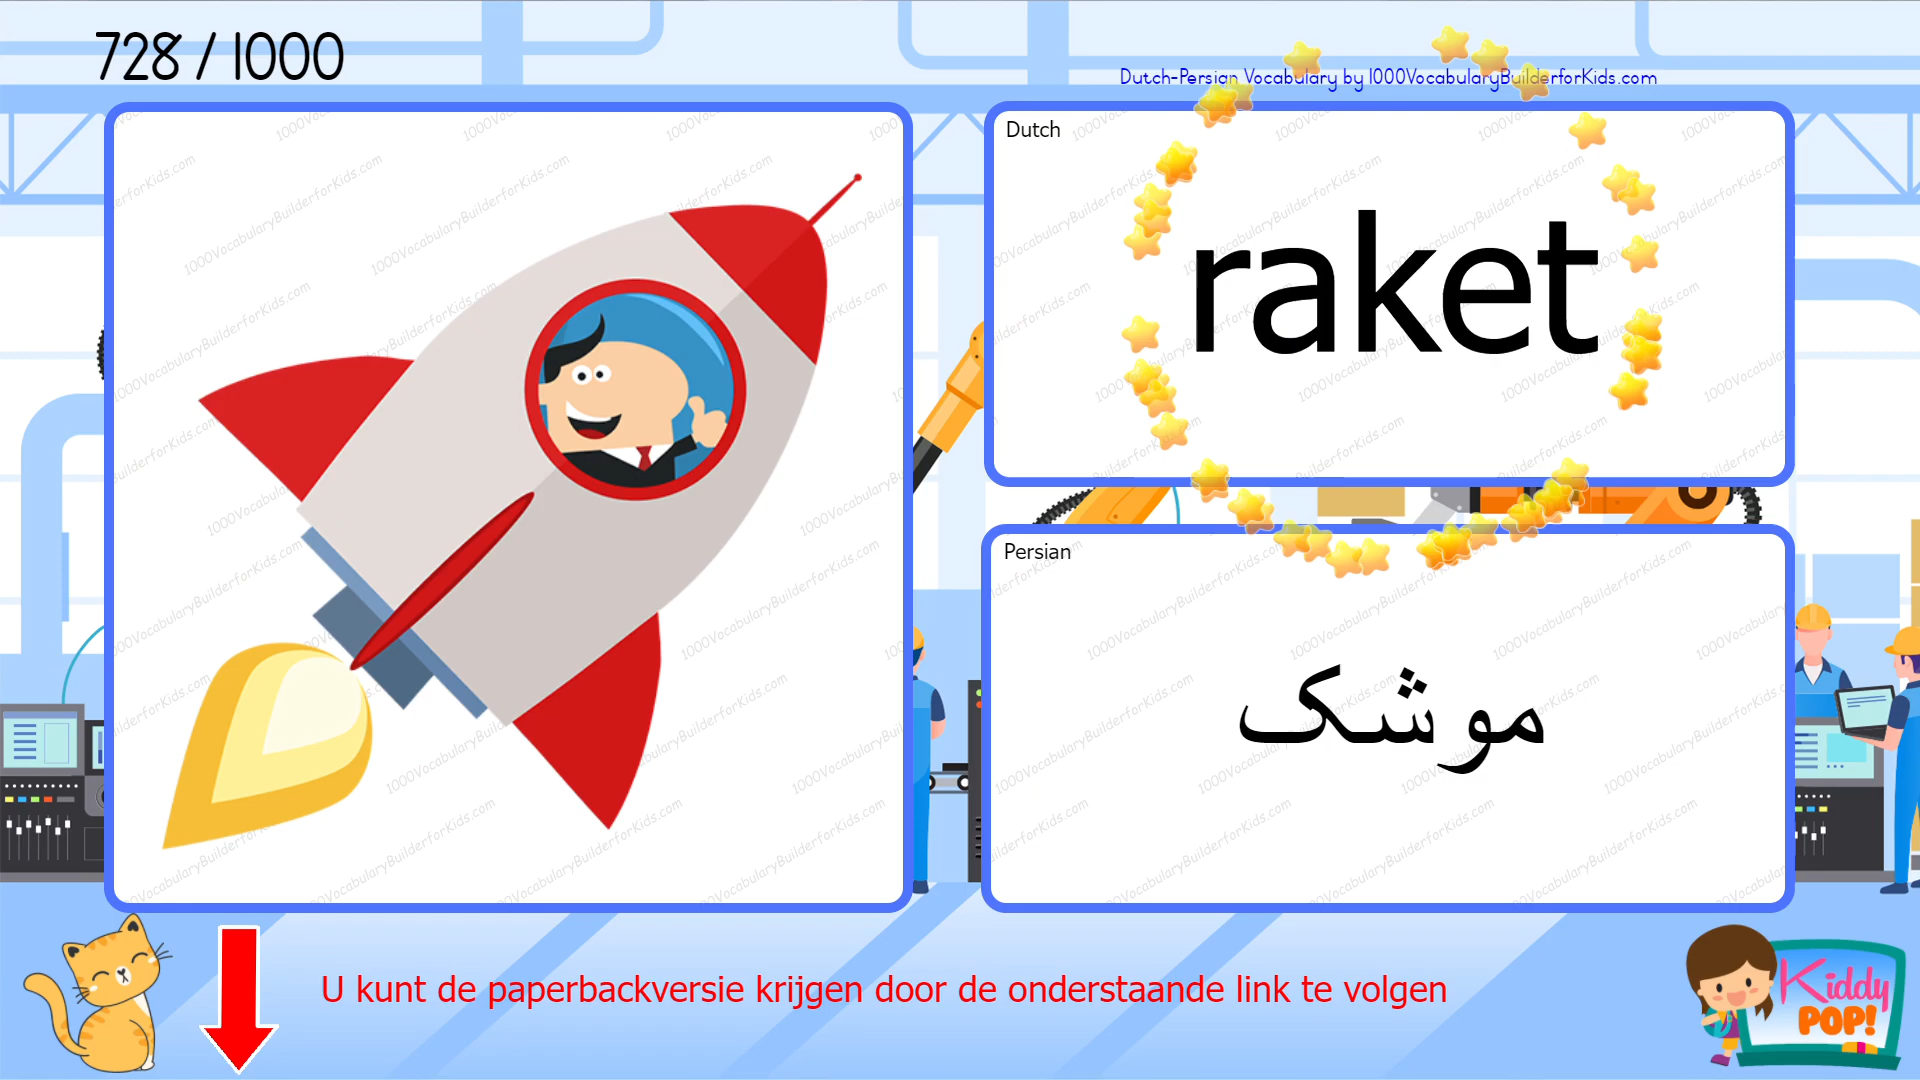 728 / 1000
Dutch-Persian Vocabulary by 1000VocabularyBuilderforKids.com
Dutch
raket
Persian
موشک
U kunt de paperbackversie krijgen door de onderstaande link te volgen
Kiddy
POP!